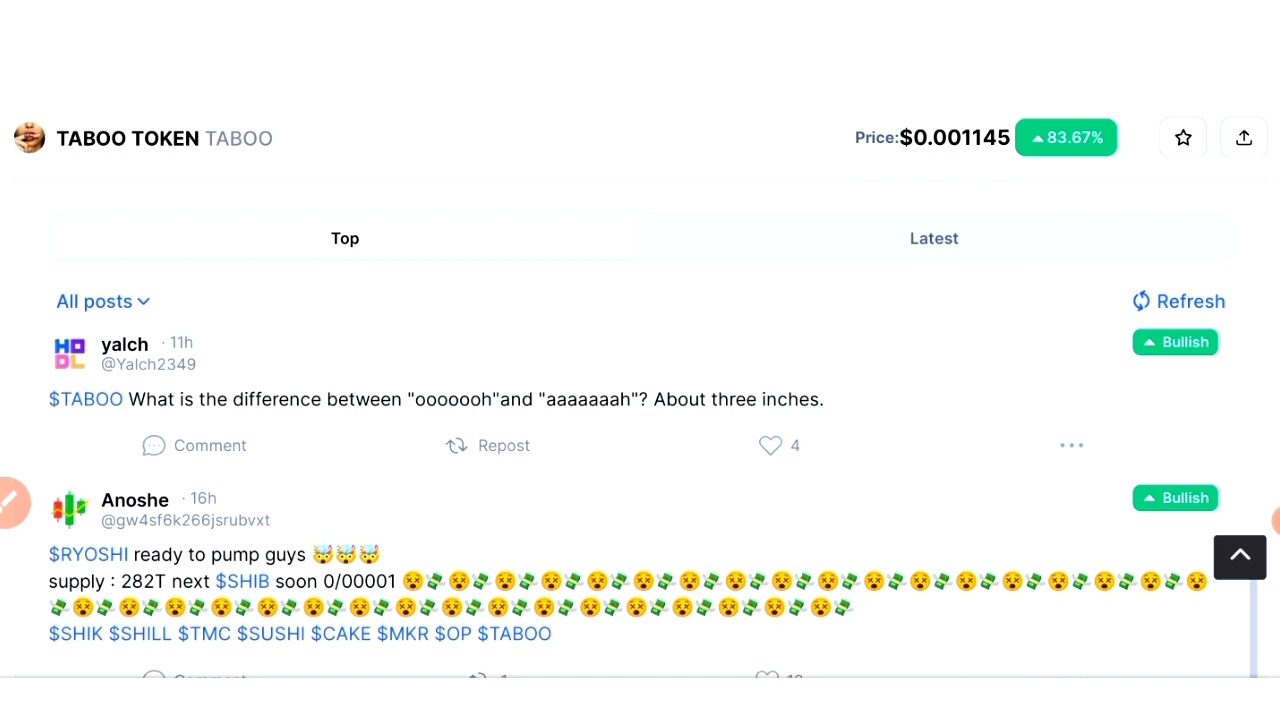 TABOO TOKEN TABOO
Price: $0.001145 83.67%
Top Latest
All posts Refresh
HODL
yalch · 11h Bullish
@Yalch2349
$TABOO What is the difference between "ooooooh"and "aaaaaaah"? About three inches.
Comment Repost 4
Anoshe · 16h Bullish
@gw4sf6k266jsrubvxt
$RYOSHI ready to pump guys 🤯🤯🤯
supply : 282T next $SHIB soon 0/00001 😵💸😵💸😵💸😵💸😵💸😵💸😵💸😵💸😵💸😵💸😵💸😵💸😵💸😵💸😵💸😵💸😵💸😵
💸😵💸😵💸😵💸😵💸😵💸😵💸😵💸😵💸😵💸😵💸😵💸😵💸😵💸😵💸😵💸😵💸😵💸😵💸
$SHIK $SHILL $TMC $SUSHI $CAKE $MKR $OP $TABOO